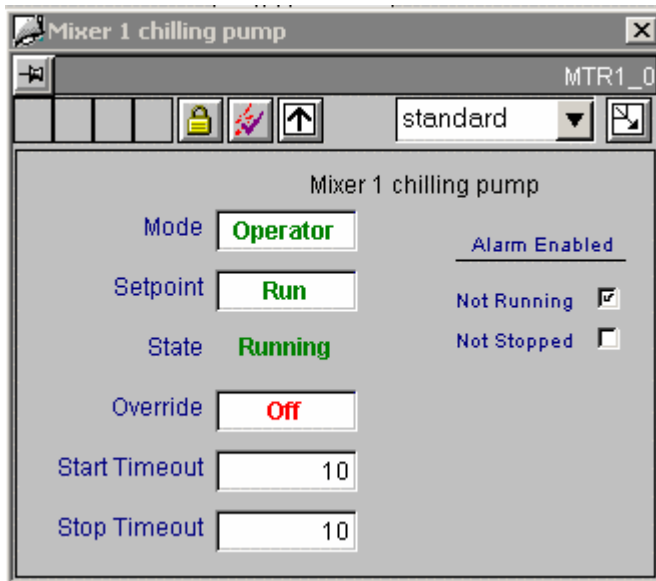 Mixer 1 chilling pump
MTR1_0
standard
Mixer 1 chilling pump
Mode Operator
Alarm Enabled
Setpoint Run
Not Running
State Running
Not Stopped
Override Off
Start Timeout 10
Stop Timeout 10